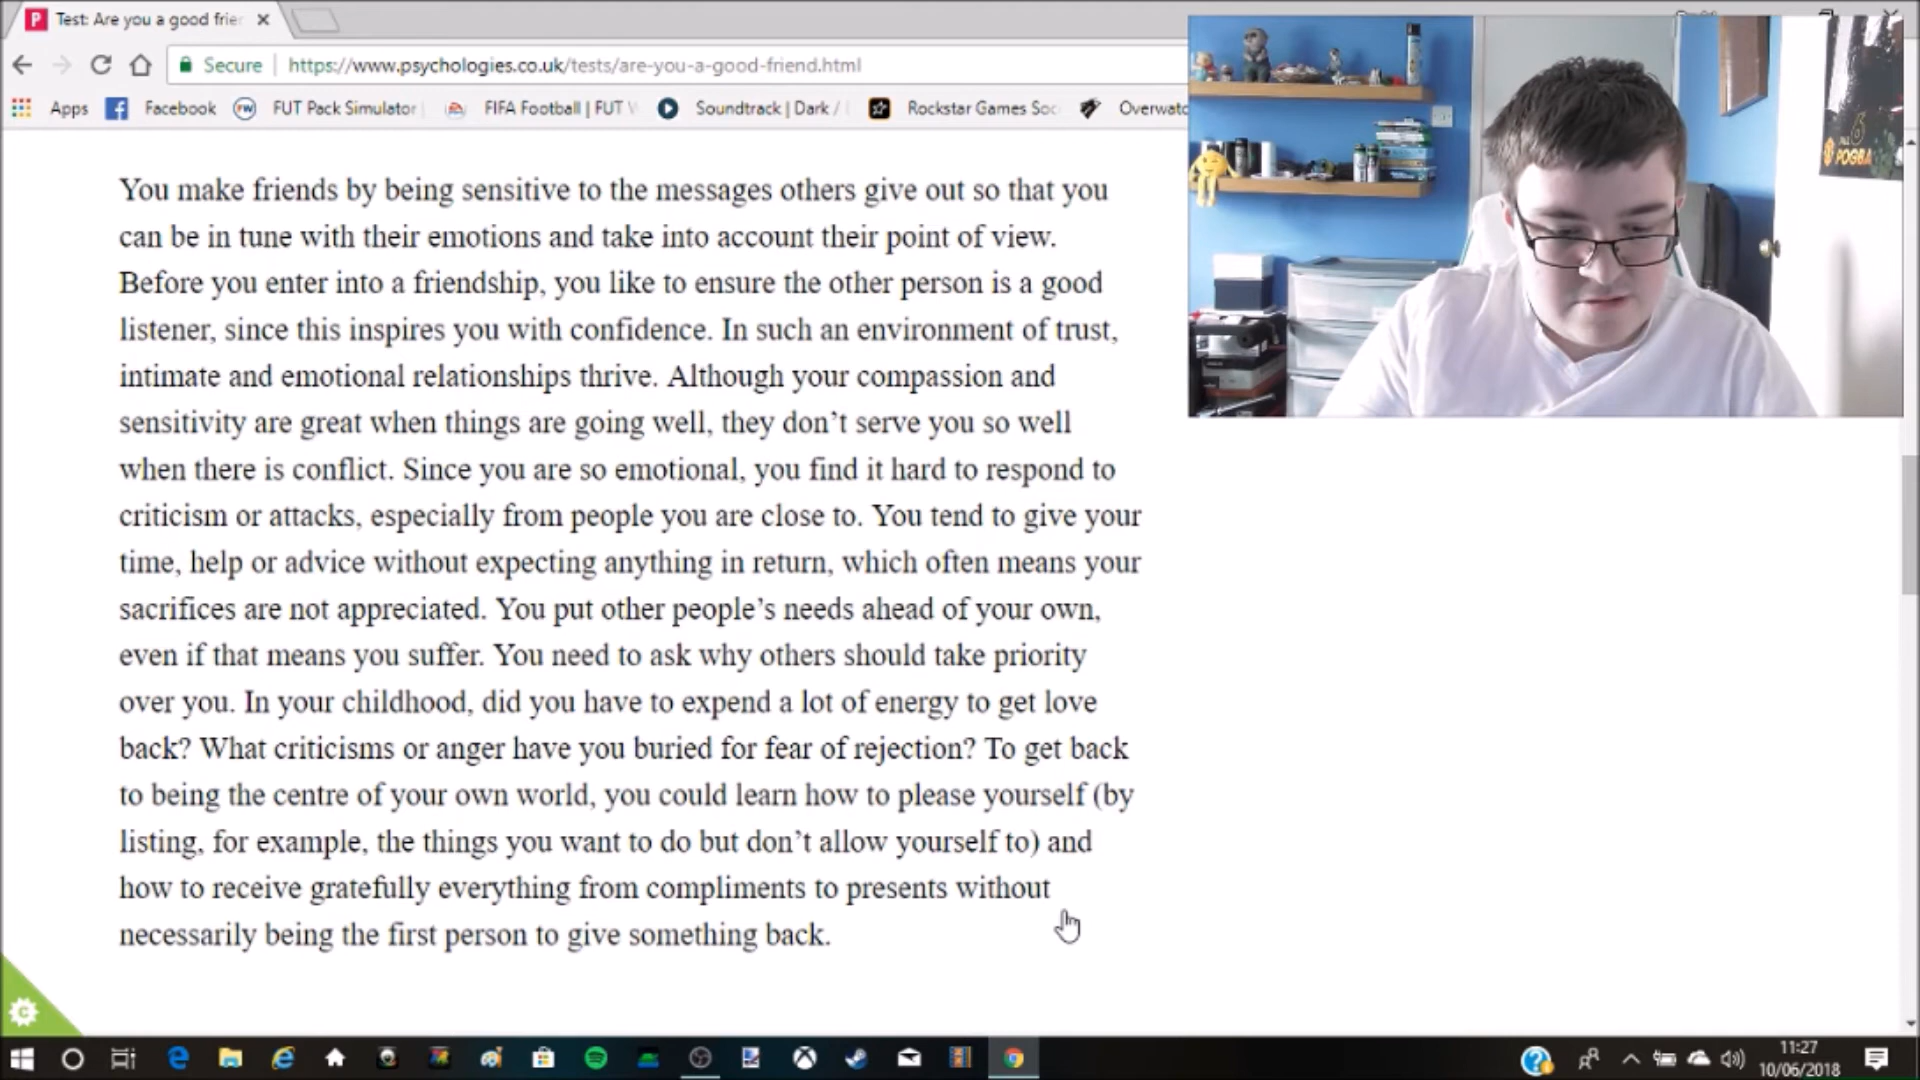 Test: Are you a good frie
Secure https://www.psychologies.co.uk/tests/are-you-a-good-friend.html
Apps Facebook FUT Pack Simulator FIFA Football | FUT Soundtrack | Dark / Rockstar Games Soc Overwatc
6
POGBA
You make friends by being sensitive to the messages others give out so that you
can be in tune with their emotions and take into account their point of view.
Before you enter into a friendship, you like to ensure the other person is a good
listener, since this inspires you with confidence. In such an environment of trust,
intimate and emotional relationships thrive. Although your compassion and
sensitivity are great when things are going well, they don’t serve you so well
when there is conflict. Since you are so emotional, you find it hard to respond to
criticism or attacks, especially from people you are close to. You tend to give your
time, help or advice without expecting anything in return, which often means your
sacrifices are not appreciated. You put other people’s needs ahead of your own,
even if that means you suffer. You need to ask why others should take priority
over you. In your childhood, did you have to expend a lot of energy to get love
back? What criticisms or anger have you buried for fear of rejection? To get back
to being the centre of your own world, you could learn how to please yourself (by
listing, for example, the things you want to do but don’t allow yourself to) and
how to receive gratefully everything from compliments to presents without
necessarily being the first person to give something back.
11:27
10/06/2018